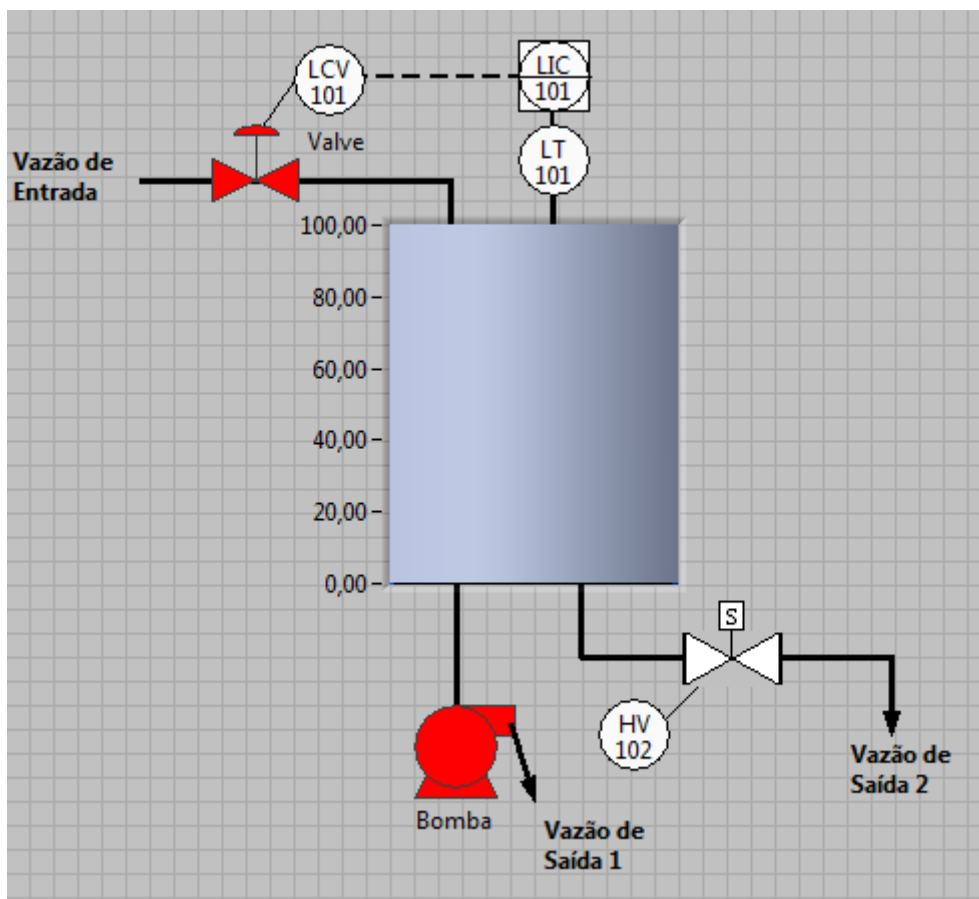 LCV
101
LIC
101
Valve
LT
101
Vazão de
Entrada
100,00
80,00
60,00
40,00
20,00
0,00
S
HV
102
Vazão de
Saída 2
Bomba
Vazão de
Saída 1